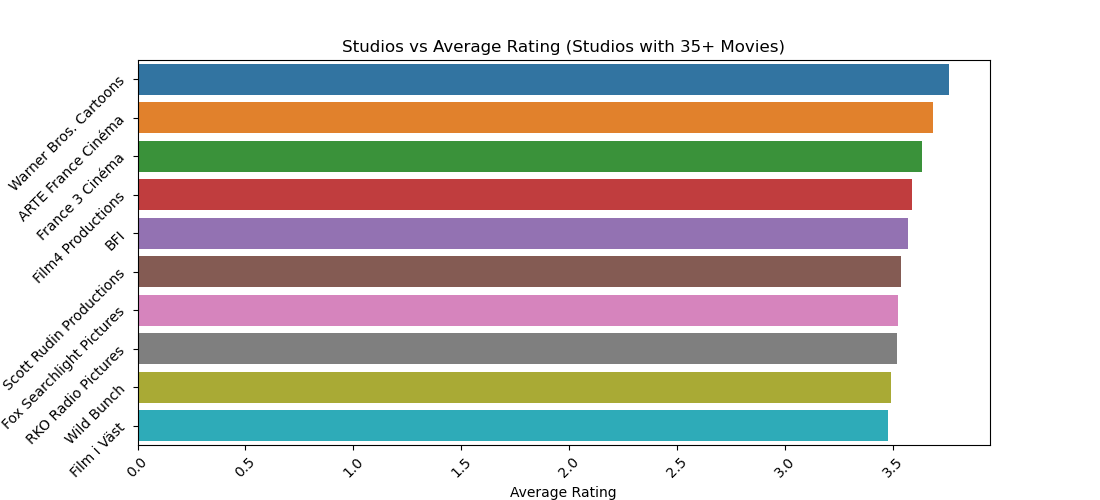 Studios vs Average Rating (Studios with 35+ Movies)
Warner Bros. Cartoons
ARTE France Cinéma
France 3 Cinéma
Film4 Productions
BFI
Scott Rudin Productions
Fox Searchlight Pictures
RKO Radio Pictures
Wild Bunch
Film i Väst
0.0
0.5
1.0
1.5
2.0
2.5
3.0
3.5
Average Rating